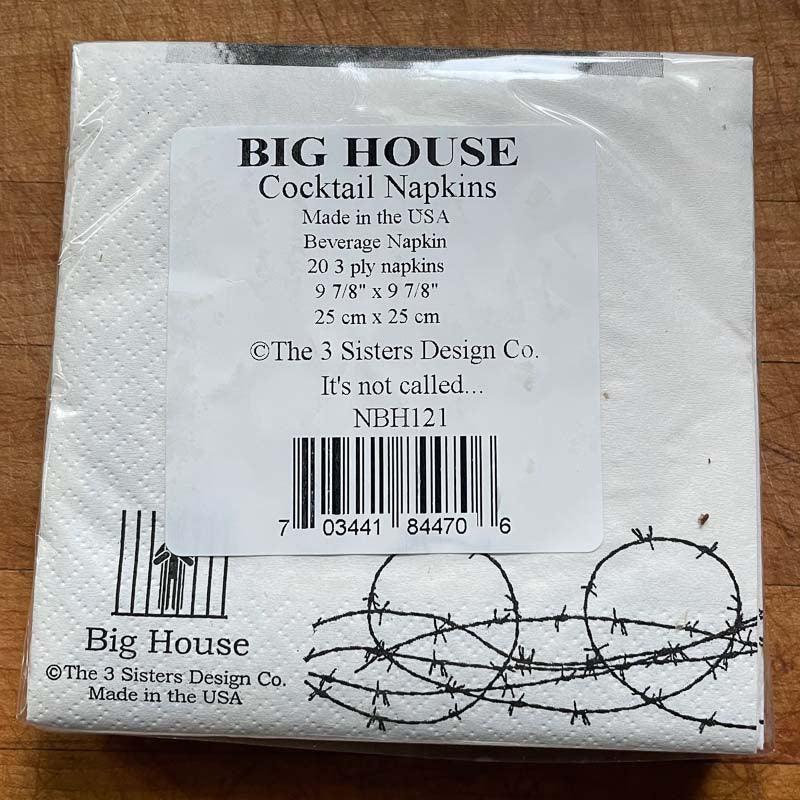 BIG HOUSE
Cocktail Napkins
Made in the USA
Beverage Napkin
20 3 ply napkins
9 7/8" x 9 7/8"
25 cm x 25 cm
©The 3 Sisters Design Co.
It's not called...
NBH121
7 03441 84470 6
Big House
©The 3 Sisters Design Co.
Made in the USA